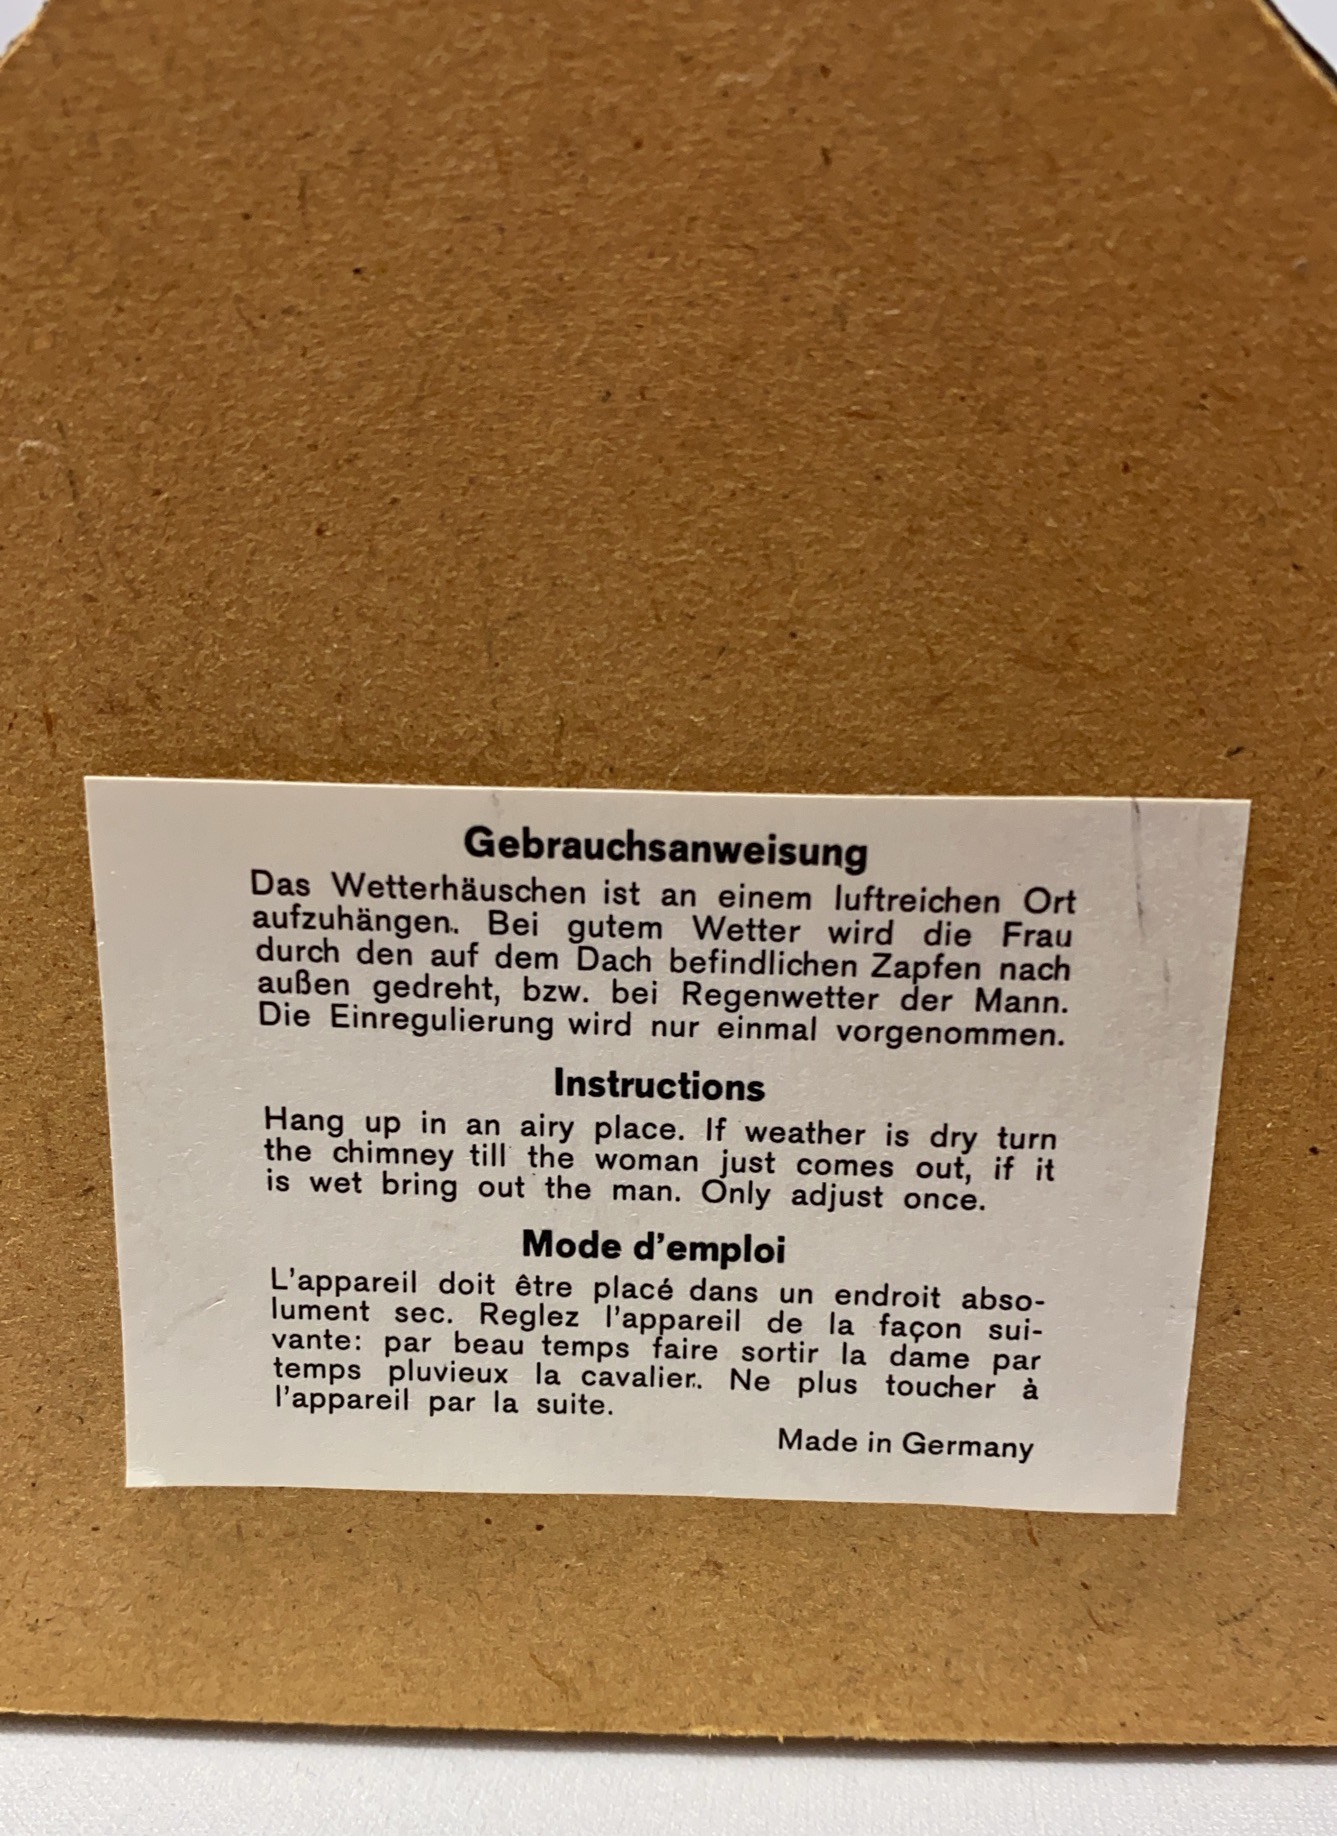 Gebrauchsanweisung
Das Wetterhäuschen ist an einem luftreichen Ort
aufzuhängen. Bei gutem Wetter wird die Frau
durch den auf dem Dach befindlichen Zapfen nach
außen gedreht, bzw. bei Regenwetter der Mann.
Die Einregulierung wird nur einmal vorgenommen.
Instructions
Hang up in an airy place. If weather is dry turn
the chimney till the woman just comes out, if it
is wet bring out the man. Only adjust once.
Mode d'emploi
L'appareil doit être placé dans un endroit abso-
lument sec. Reglez l'appareil de la façon sui-
vante: par beau temps faire sortir la dame par
temps pluvieux la cavalier. Ne plus toucher à
l'appareil par la suite.
Made in Germany